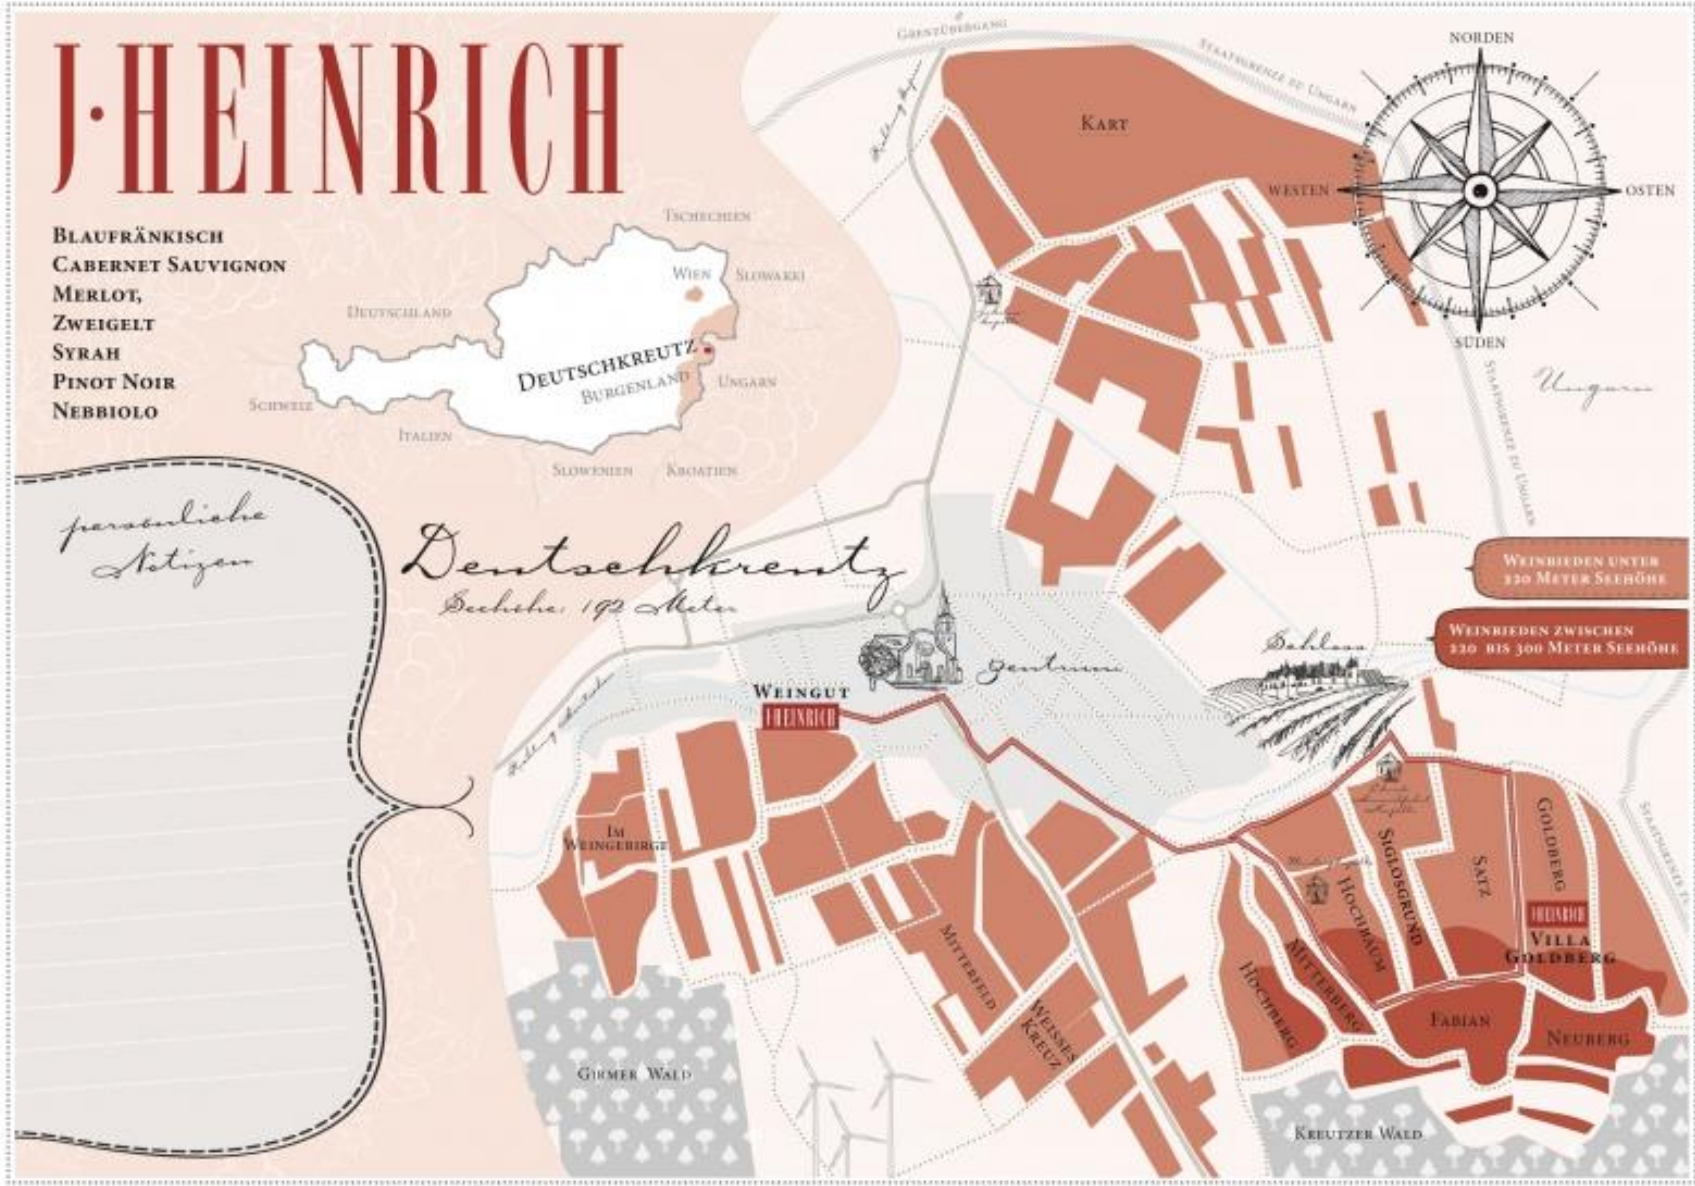 J·HEINRICH
BLAUFRÄNKISCH
CABERNET SAUVIGNON
MERLOT,
ZWEIGELT
SYRAH
PINOT NOIR
NEBBIOLO
TSCHECHIEN
WIEN
SLOWAKEI
DEUTSCHLAND
DEUTSCHKREUTZ
BURGENLAND
UNGARN
SCHWEIZ
ITALIEN
SLOWENIEN
KROATIEN
persönliche
Notizen
Deutschkreutz
Seehöhe: 192 Meter
GRENZÜBERGANG
STAATSGRENZE ZU UNGARN
KART
NORDEN
WESTEN
OSTEN
SÜDEN
Ungarn
STAATSGRENZE ZU UNGARN
WEINRIEDEN UNTER
220 METER SEEHÖHE
WEINRIEDEN ZWISCHEN
220 BIS 300 METER SEEHÖHE
Schloss
Zentrum
WEINGUT
J·HEINRICH
IM
WEINGEBIRGE
MITTERFELD
WEISSES
KREUZ
HOCHBERG
MITTERBERG
HOCHBAUM
SIGLOSGRUND
SATZ
GOLDBERG
J·HEINRICH
VILLA
GOLDBERG
FABIAN
NEUBERG
GIRMER WALD
KREUTZER WALD